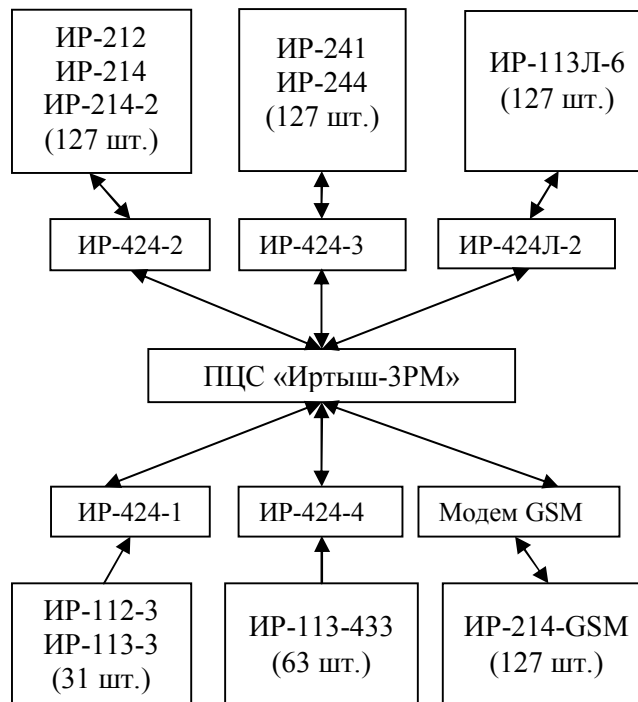 ИР-212
ИР-214
ИР-214-2
(127 шт.)
ИР-241
ИР-244
(127 шт.)
ИР-113Л-6
(127 шт.)
ИР-424-2
ИР-424-3
ИР-424Л-2
ПЦС «Иртыш-3РМ»
ИР-424-1
ИР-424-4
Модем GSM
ИР-112-3
ИР-113-3
(31 шт.)
ИР-113-433
(63 шт.)
ИР-214-GSM
(127 шт.)